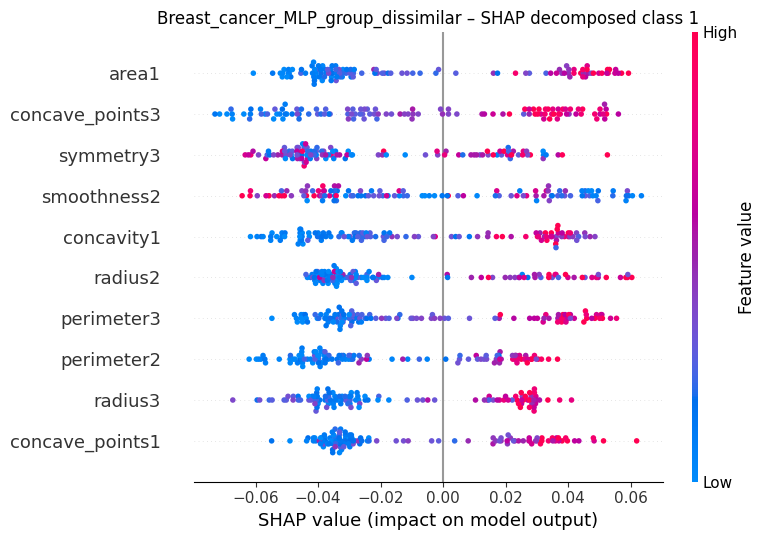 Breast_cancer_MLP_group_dissimilar – SHAP decomposed class 1
High
area1
concave_points3
symmetry3
smoothness2
concavity1
radius2
perimeter3
perimeter2
radius3
concave_points1
Feature value
Low
−0.06 −0.04 −0.02 0.00 0.02 0.04 0.06
SHAP value (impact on model output)